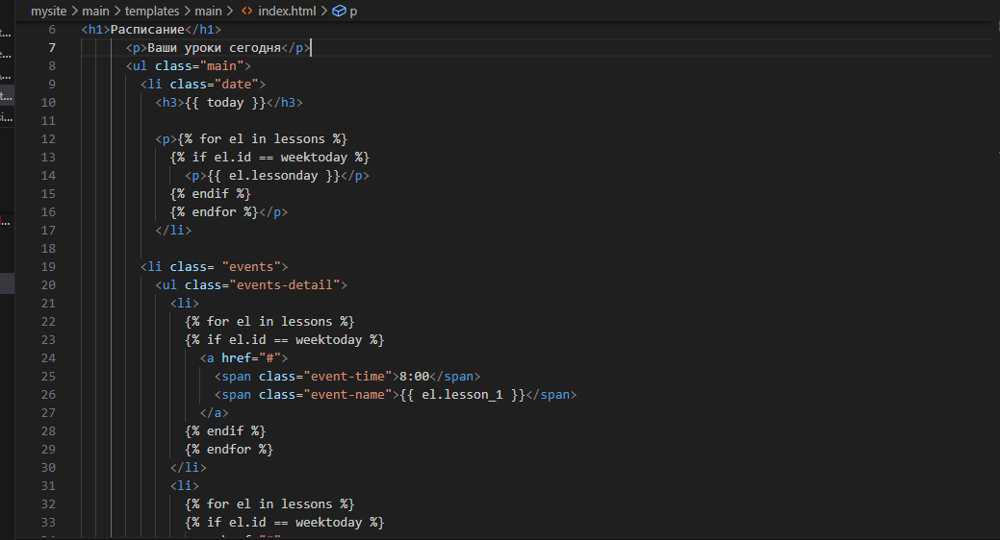 mysite > main > templates > main > <> index.html > p
6 <h1>Расписание</h1>
7 <p>Ваши уроки сегодня</p>
8 <ul class="main">
9 <li class="date">
10 <h3>{{ today }}</h3>
11
12 <p>{% for el in lessons %}
13 {% if el.id == weektoday %}
14 <p>{{ el.lessonday }}</p>
15 {% endif %}
16 {% endfor %}</p>
17 </li>
18
19 <li class= "events">
20 <ul class="events-detail">
21 <li>
22 {% for el in lessons %}
23 {% if el.id == weektoday %}
24 <a href="#">
25 <span class="event-time">8:00</span>
26 <span class="event-name">{{ el.lesson_1 }}</span>
27 </a>
28 {% endif %}
29 {% endfor %}
30 </li>
31 <li>
32 {% for el in lessons %}
33 {% if el.id == weektoday %}